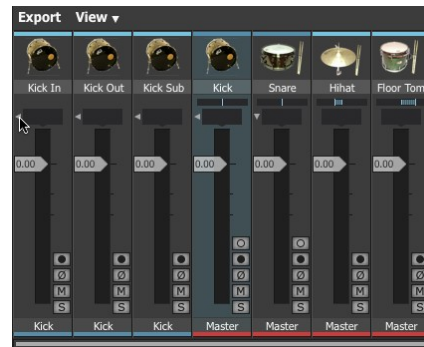 Export View ▼
Kick In Kick Out Kick Sub Kick Snare Hihat Floor Tom
0.00 0.00 0.00 0.00 0.00 0.00 0.00
Ø Ø Ø Ø Ø Ø Ø
M M M M M M M
S S S S S S S
Kick Kick Kick Master Master Master Master